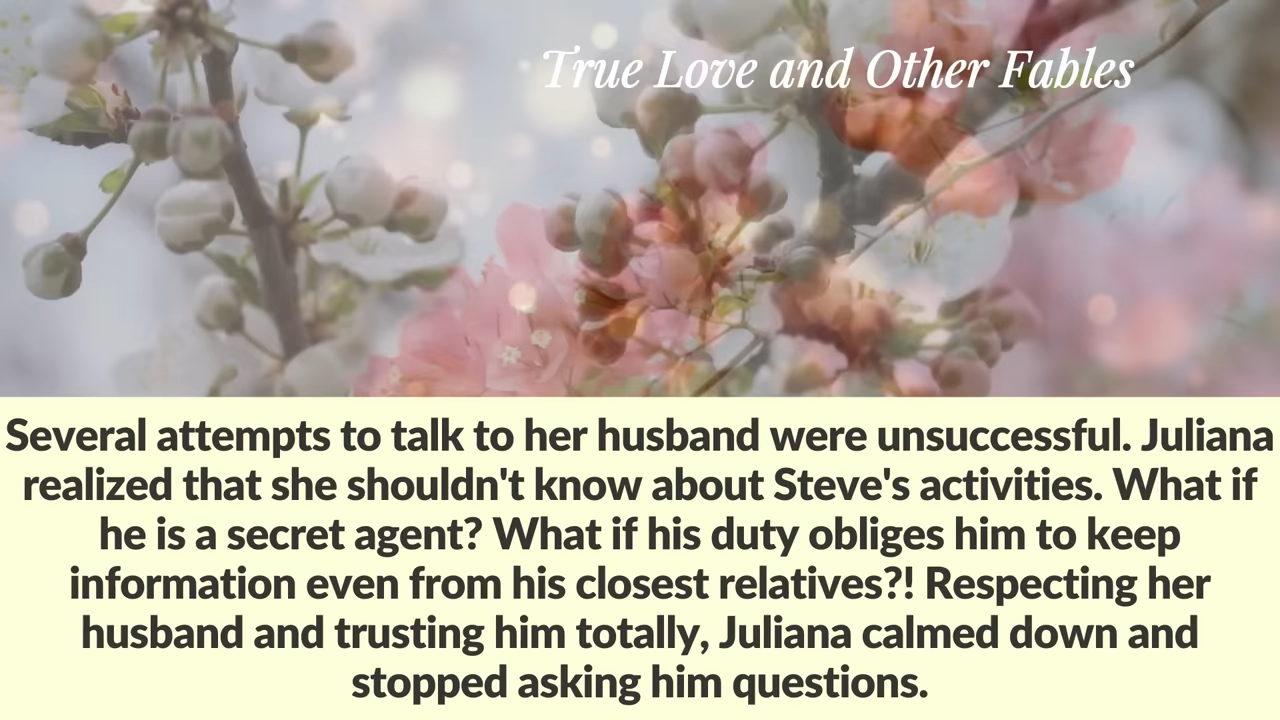 True Love and Other Fables
Several attempts to talk to her husband were unsuccessful. Juliana
realized that she shouldn't know about Steve's activities. What if
he is a secret agent? What if his duty obliges him to keep
information even from his closest relatives?! Respecting her
husband and trusting him totally, Juliana calmed down and
stopped asking him questions.